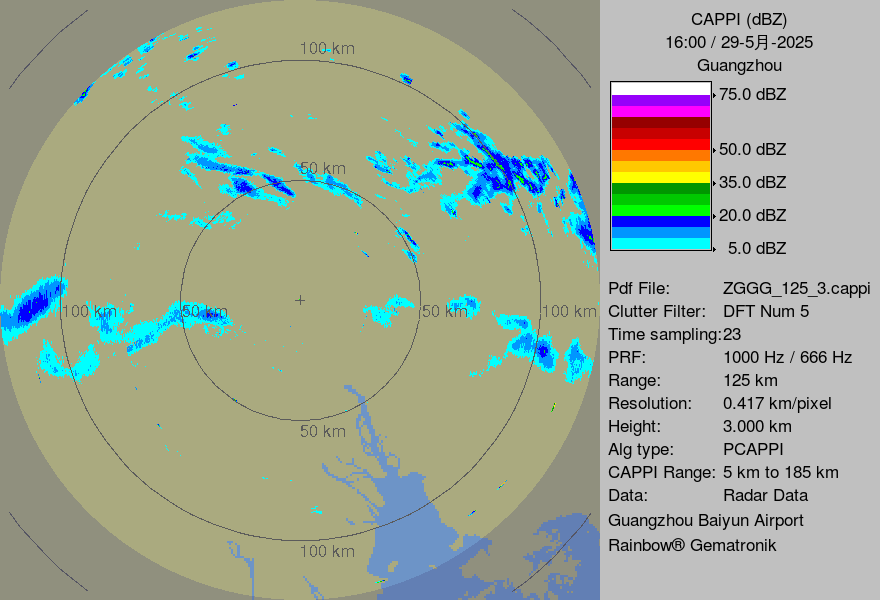 CAPPI (dBZ)
16:00 / 29-5月-2025
Guangzhou
75.0 dBZ
50.0 dBZ
35.0 dBZ
20.0 dBZ
5.0 dBZ
Pdf File: ZGGG_125_3.cappi
Clutter Filter: DFT Num 5
Time sampling:23
PRF: 1000 Hz / 666 Hz
Range: 125 km
Resolution: 0.417 km/pixel
Height: 3.000 km
Alg type: PCAPPI
CAPPI Range: 5 km to 185 km
Data: Radar Data
Guangzhou Baiyun Airport
Rainbow® Gematronik
100 km
50 km
100 km 50 km 50 km 100 km
50 km
100 km